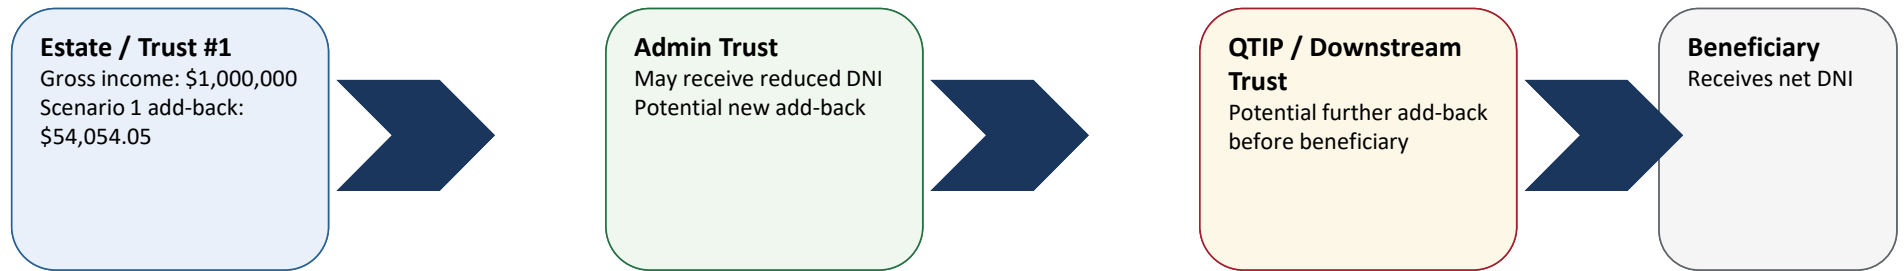 Estate / Trust #1
Gross income: $1,000,000
Scenario 1 add-back:
$54,054.05
Admin Trust
May receive reduced DNI
Potential new add-back
QTIP / Downstream
Trust
Potential further add-back
before beneficiary
Beneficiary
Receives net DNI